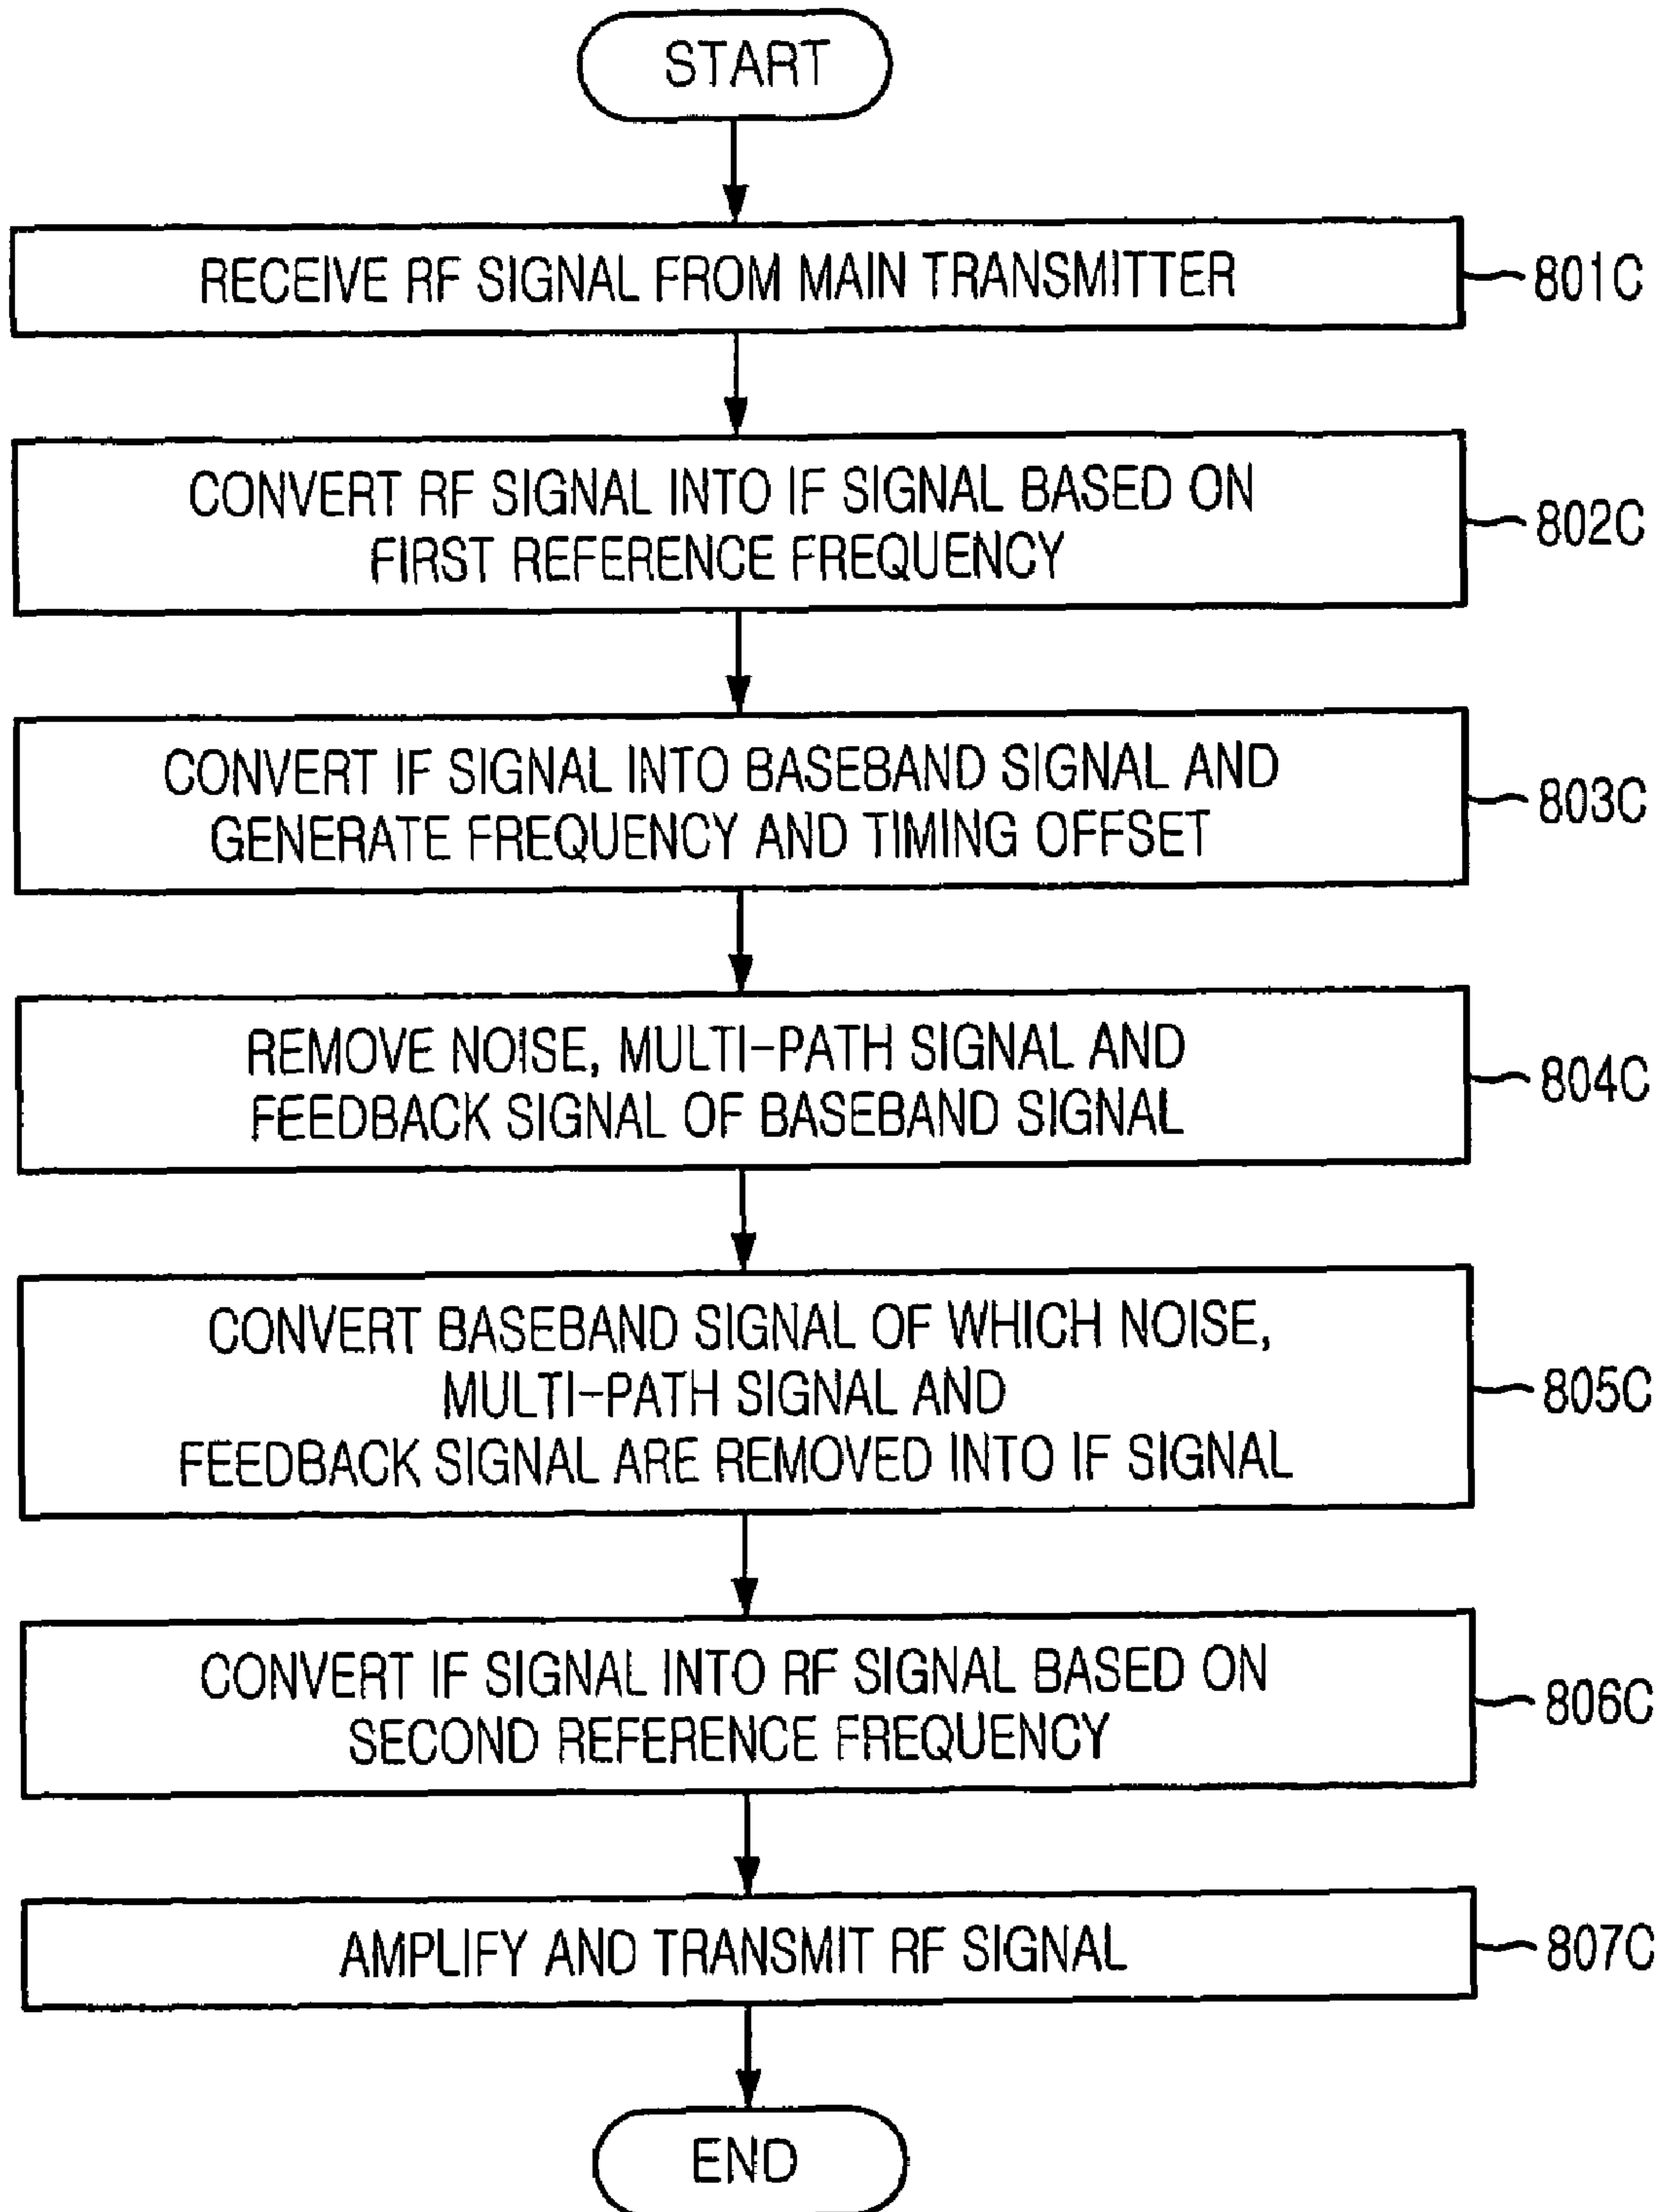 START
RECEIVE RF SIGNAL FROM MAIN TRANSMITTER
801C
CONVERT RF SIGNAL INTO IF SIGNAL BASED ON
FIRST REFERENCE FREQUENCY
802C
CONVERT IF SIGNAL INTO BASEBAND SIGNAL AND
GENERATE FREQUENCY AND TIMING OFFSET
803C
REMOVE NOISE, MULTI-PATH SIGNAL AND
FEEDBACK SIGNAL OF BASEBAND SIGNAL
804C
CONVERT BASEBAND SIGNAL OF WHICH NOISE,
MULTI-PATH SIGNAL AND
FEEDBACK SIGNAL ARE REMOVED INTO IF SIGNAL
805C
CONVERT IF SIGNAL INTO RF SIGNAL BASED ON
SECOND REFERENCE FREQUENCY
806C
AMPLIFY AND TRANSMIT RF SIGNAL
807C
END